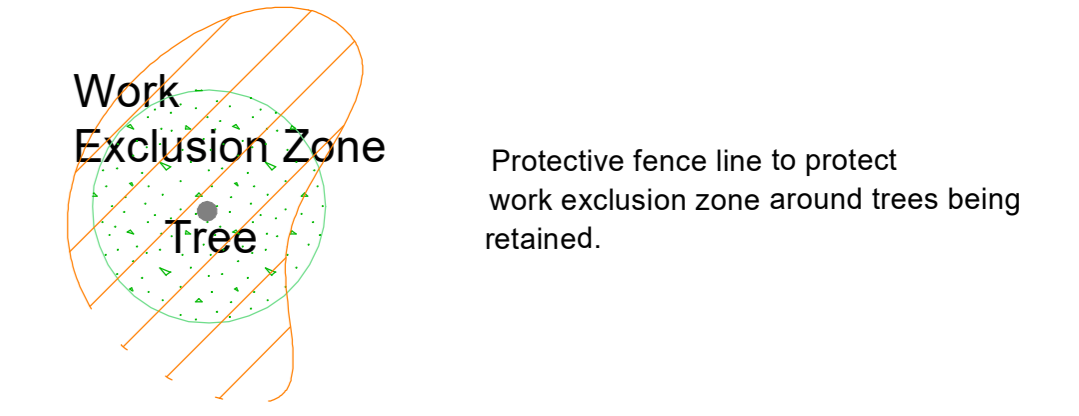 Work
Exclusion Zone
Tree
Protective fence line to protect
work exclusion zone around trees being
retained.